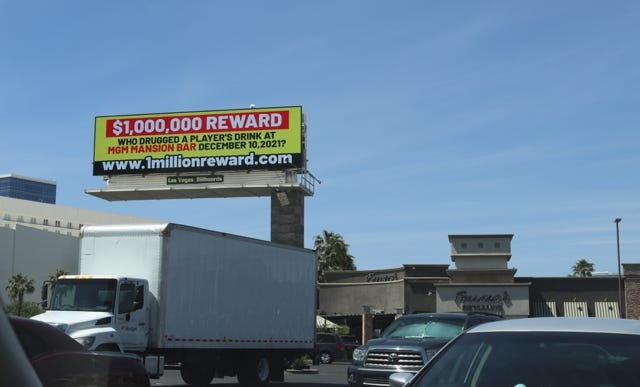 $1,000,000 REWARD
WHO DRUGGED A PLAYER'S DRINK AT
MGM MANSION BAR DECEMBER 10,2021?
www.1millionreward.com
Las Vegas Billboards